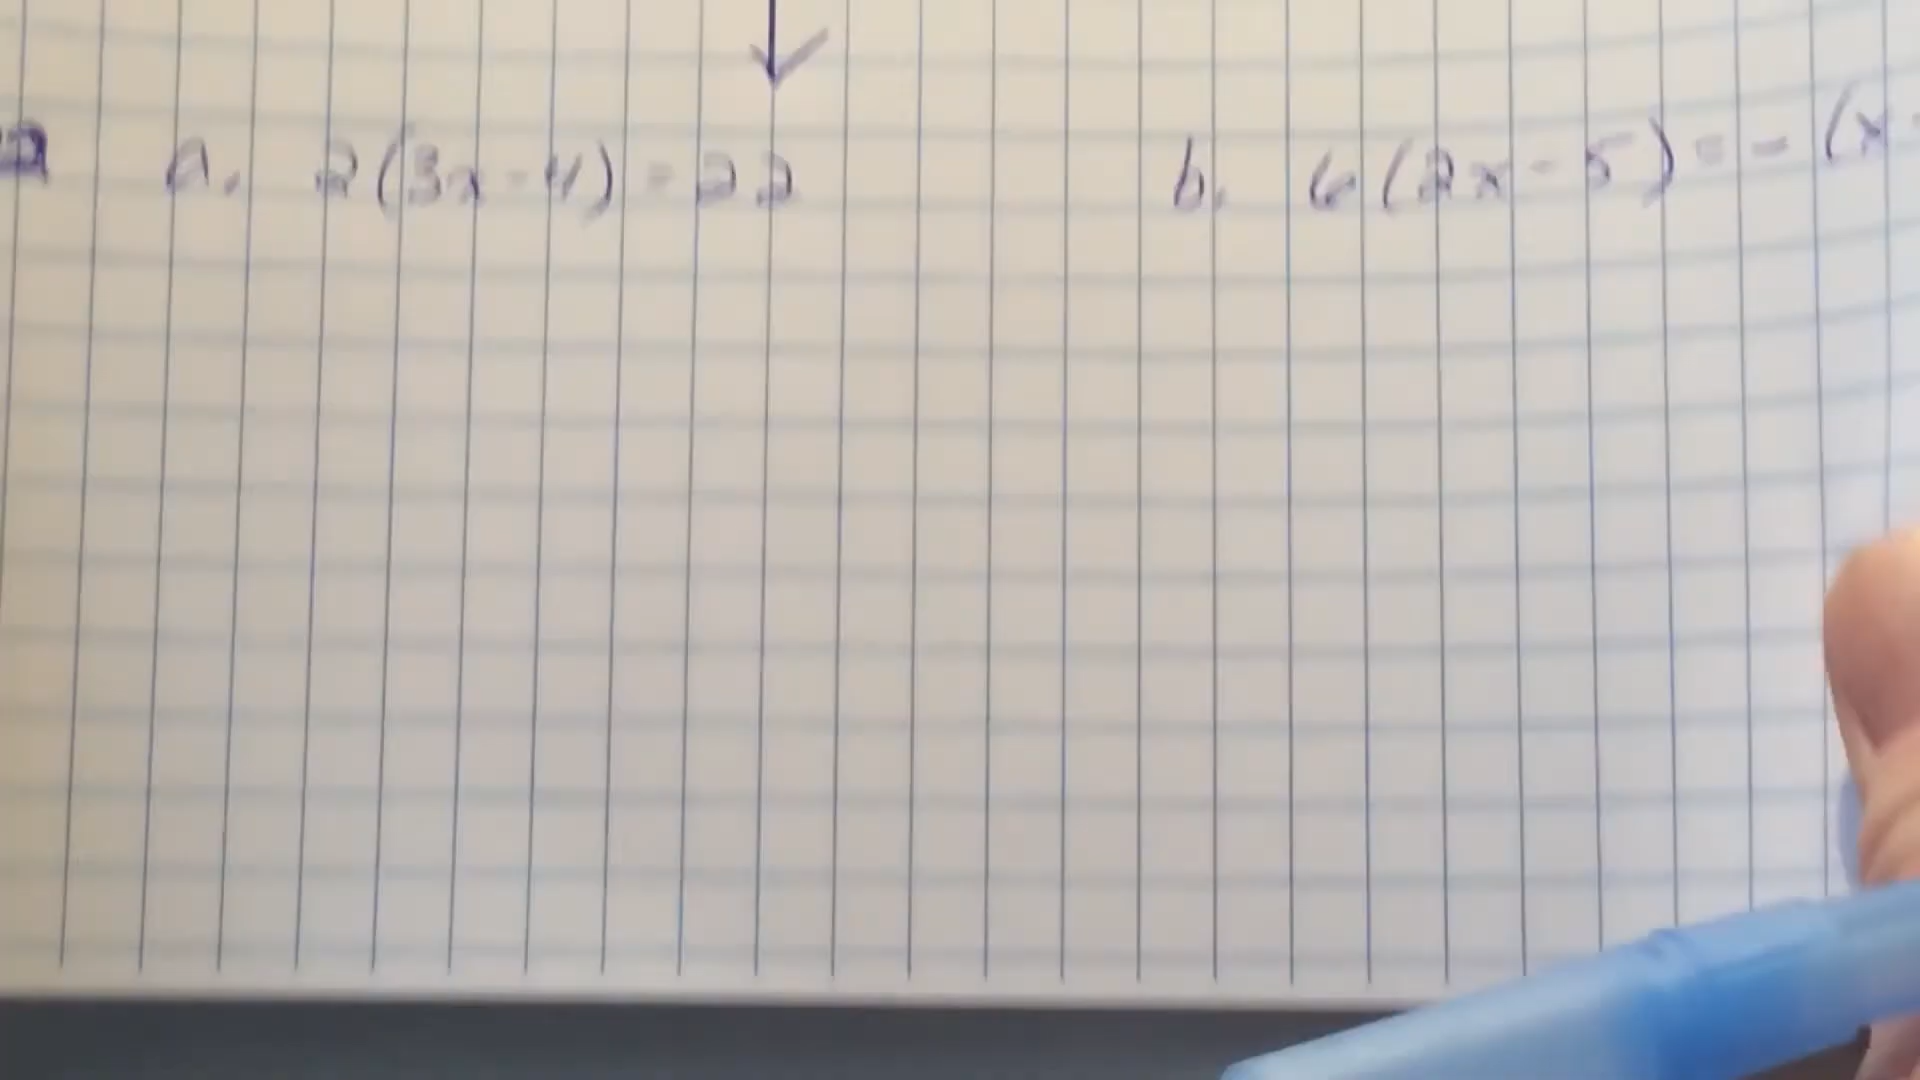 a. 2(3x-4)=22
b. 6(2x-5)=-(x